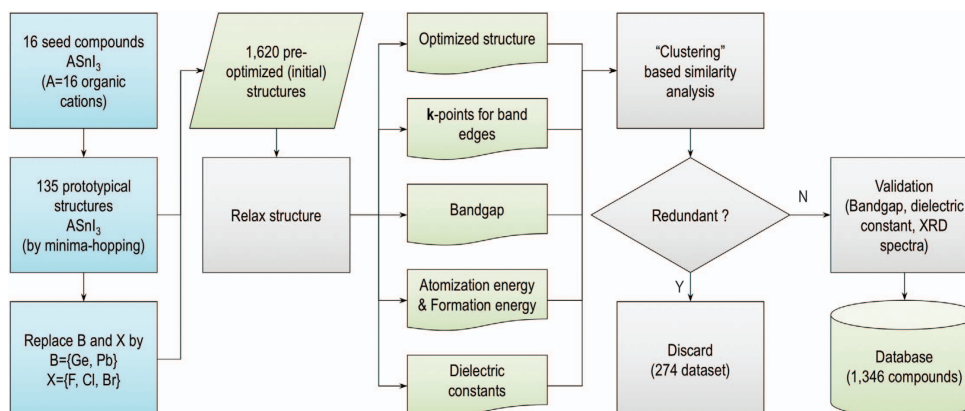 16 seed compounds
ASnI₃
(A=16 organic
cations)
135 prototypical
structures
ASnI₃
(by minima-hopping)
Replace B and X by
B={Ge, Pb}
X={F, Cl, Br}
1,620 pre-
optimized (initial)
structures
Relax structure
Optimized structure
k-points for band
edges
Bandgap
Atomization energy
& Formation energy
Dielectric
constants
“Clustering”
based similarity
analysis
Redundant ?
N
Y
Discard
(274 dataset)
Validation
(Bandgap, dielectric
constant, XRD
spectra)
Database
(1,346 compounds)